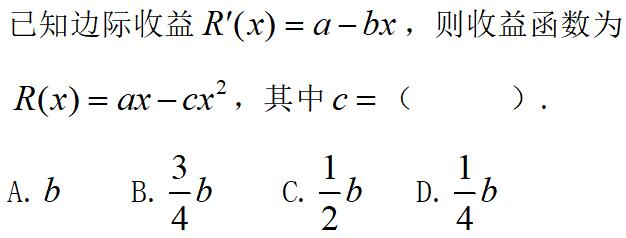 已知边际收益 R′(x) = a − bx，则收益函数为
R(x) = ax − cx²，其中 c = （　　　）.
A. b　　B. 3/4 b　　C. 1/2 b　　D. 1/4 b